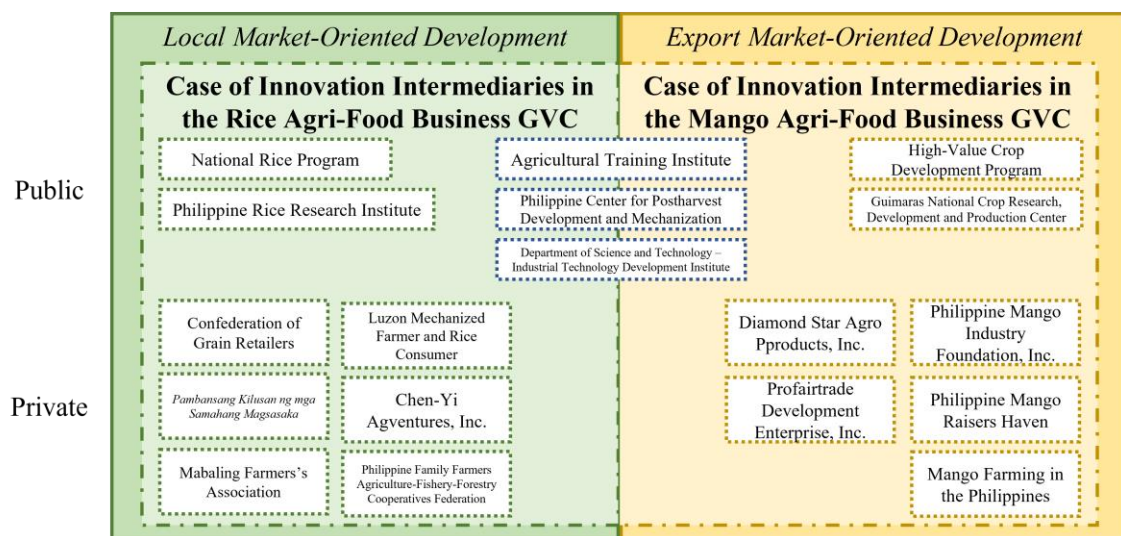 Local Market-Oriented Development
Export Market-Oriented Development
Case of Innovation Intermediaries in
the Rice Agri-Food Business GVC
Case of Innovation Intermediaries in
the Mango Agri-Food Business GVC
Public
National Rice Program
Philippine Rice Research Institute
Agricultural Training Institute
Philippine Center for Postharvest
Development and Mechanization
Department of Science and Technology –
Industrial Technology Development Institute
High-Value Crop
Development Program
Guimaras National Crop Research,
Development and Production Center
Private
Confederation of
Grain Retailers
Luzon Mechanized
Farmer and Rice
Consumer
Pambansang Kilusan ng mga
Samahang Magsasaka
Chen-Yi
Agventures, Inc.
Mabaling Farmers's
Association
Philippine Family Farmers
Agriculture-Fishery-Forestry
Cooperatives Federation
Diamond Star Agro
Pproducts, Inc.
Philippine Mango
Industry
Foundation, Inc.
Profairtrade
Development
Enterprise, Inc.
Philippine Mango
Raisers Haven
Mango Farming in
the Philippines